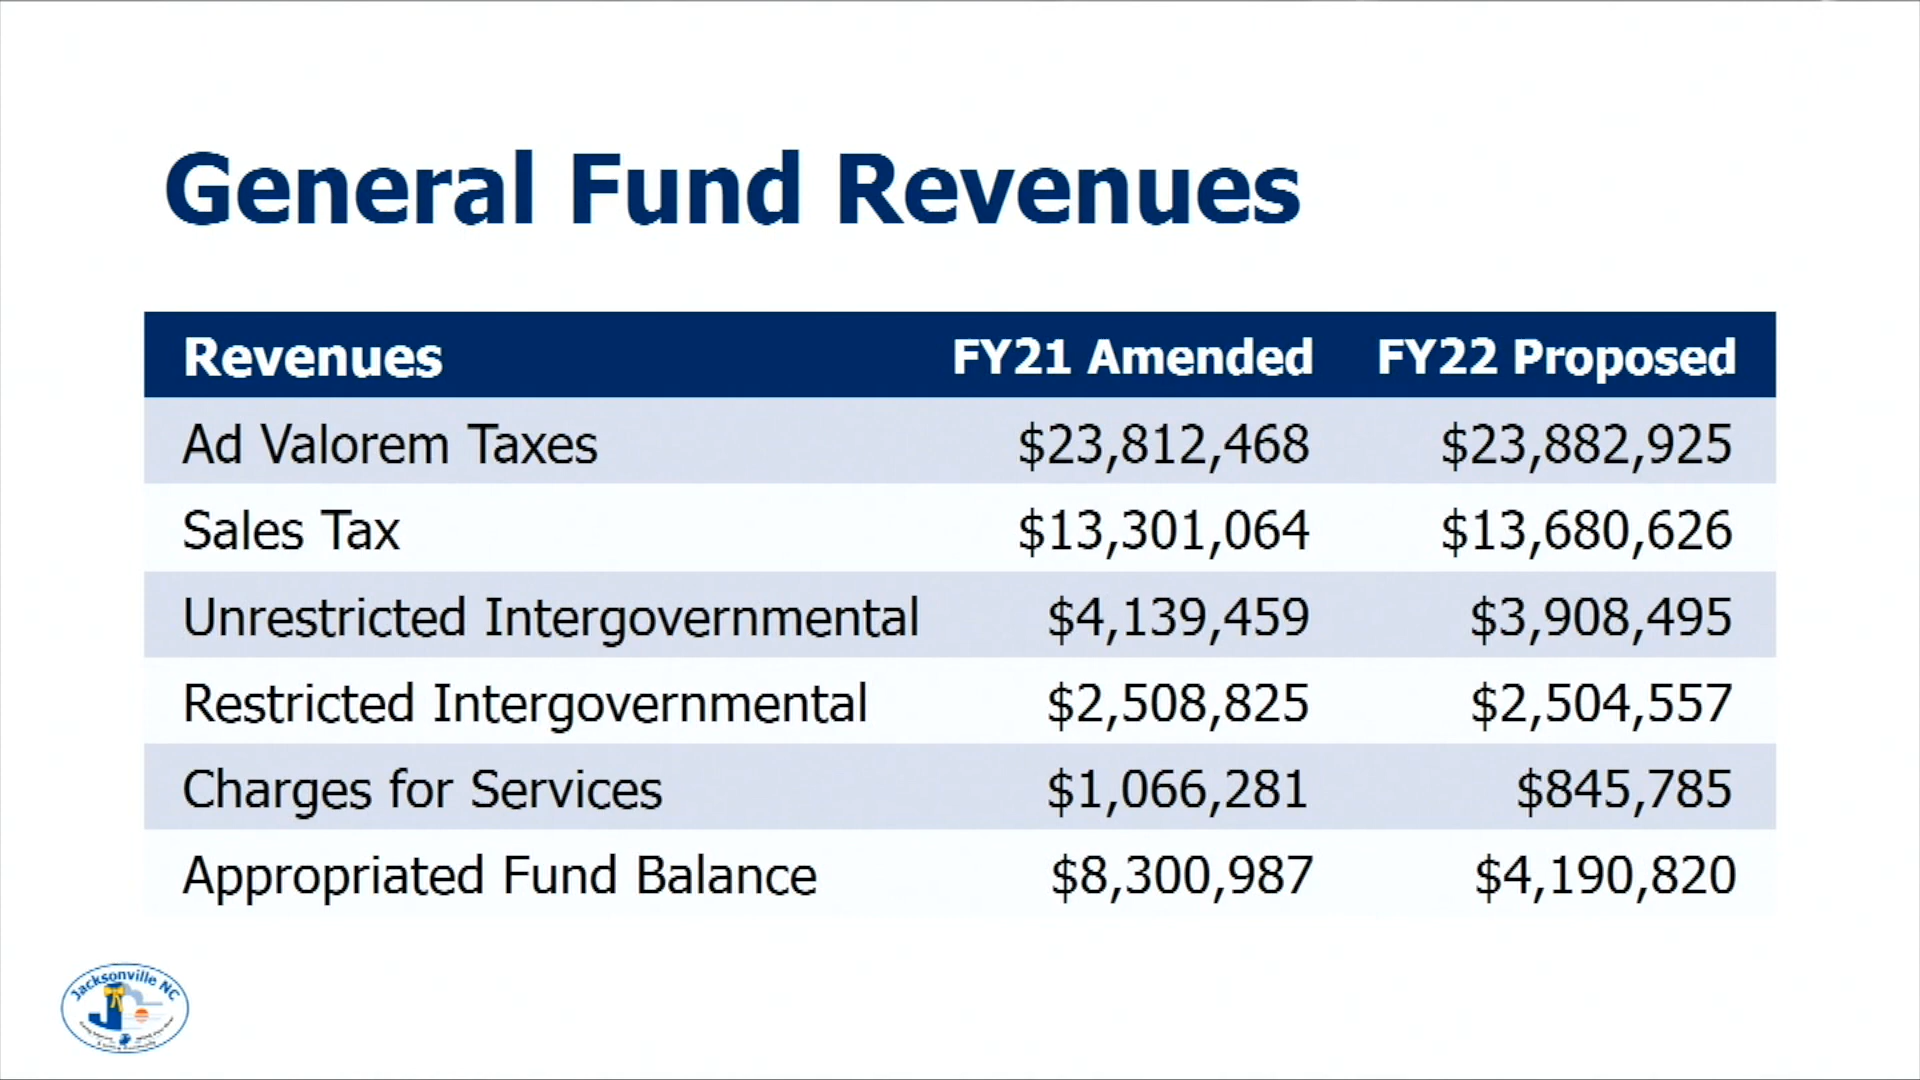 General Fund Revenues
Revenues FY21 Amended FY22 Proposed
Ad Valorem Taxes $23,812,468 $23,882,925
Sales Tax $13,301,064 $13,680,626
Unrestricted Intergovernmental $4,139,459 $3,908,495
Restricted Intergovernmental $2,508,825 $2,504,557
Charges for Services $1,066,281 $845,785
Appropriated Fund Balance $8,300,987 $4,190,820
Jacksonville NC